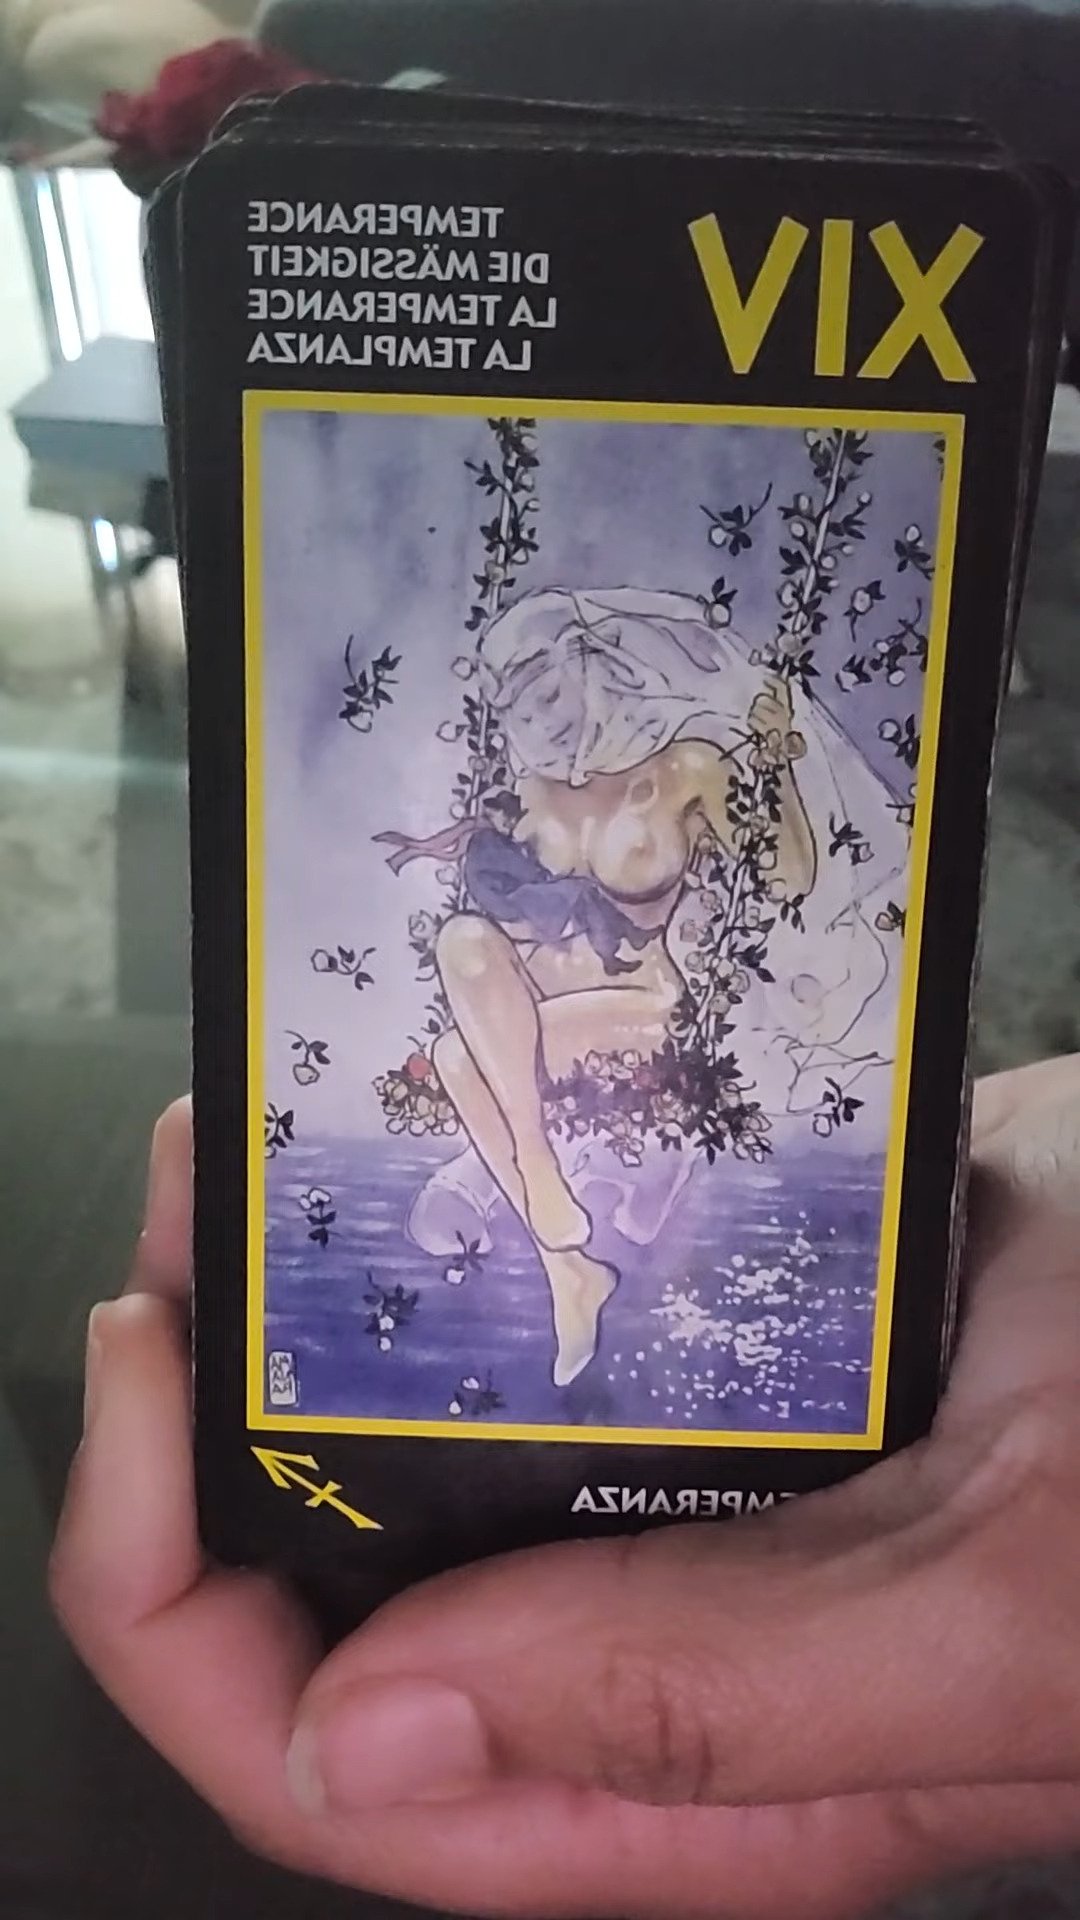 TEMPERANCE
DIE MÄSSIGKEIT
LA TEMPERANCE
LA TEMPLANZA
XIV